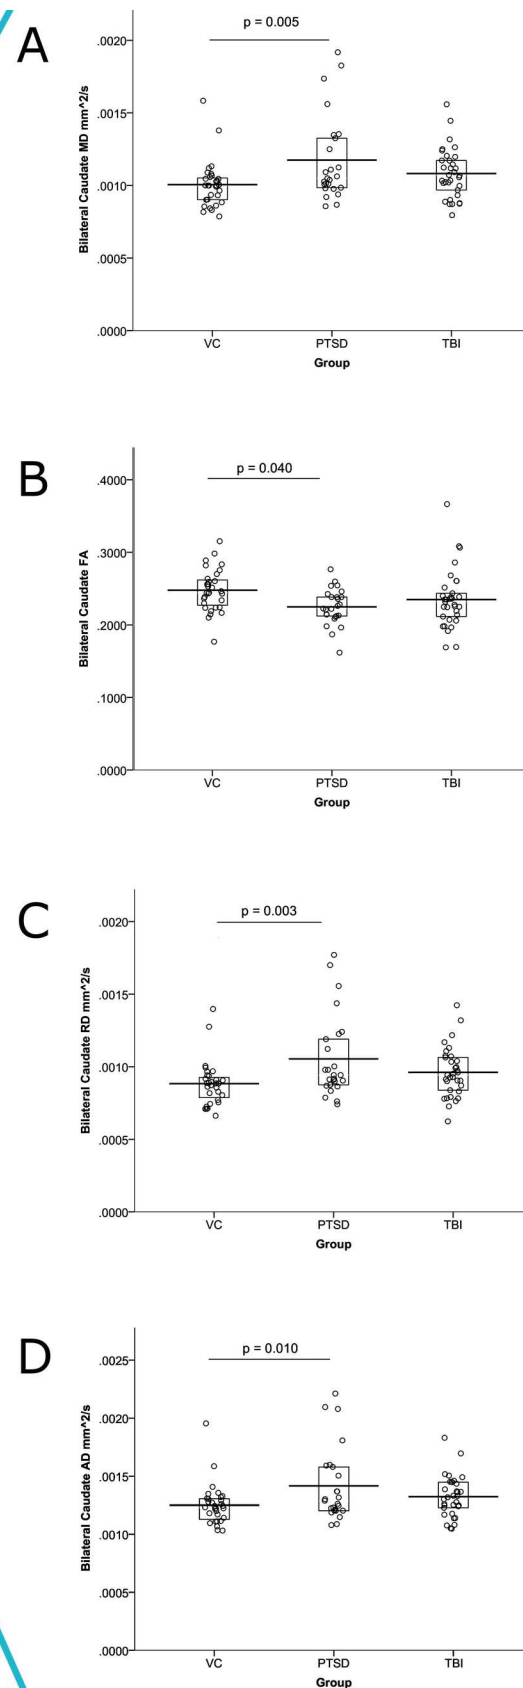 A
p = 0.005
Bilateral Caudate MD mm^2/s
.0020
.0015
.0010
.0005
.0000
VC PTSD TBI
Group
B
p = 0.040
Bilateral Caudate FA
.4000
.3000
.2000
.1000
.0000
VC PTSD TBI
Group
C
p = 0.003
Bilateral Caudate RD mm^2/s
.0020
.0015
.0010
.0005
.0000
VC PTSD TBI
Group
D
p = 0.010
Bilateral Caudate AD mm^2/s
.0025
.0020
.0015
.0010
.0005
.0000
VC PTSD TBI
Group